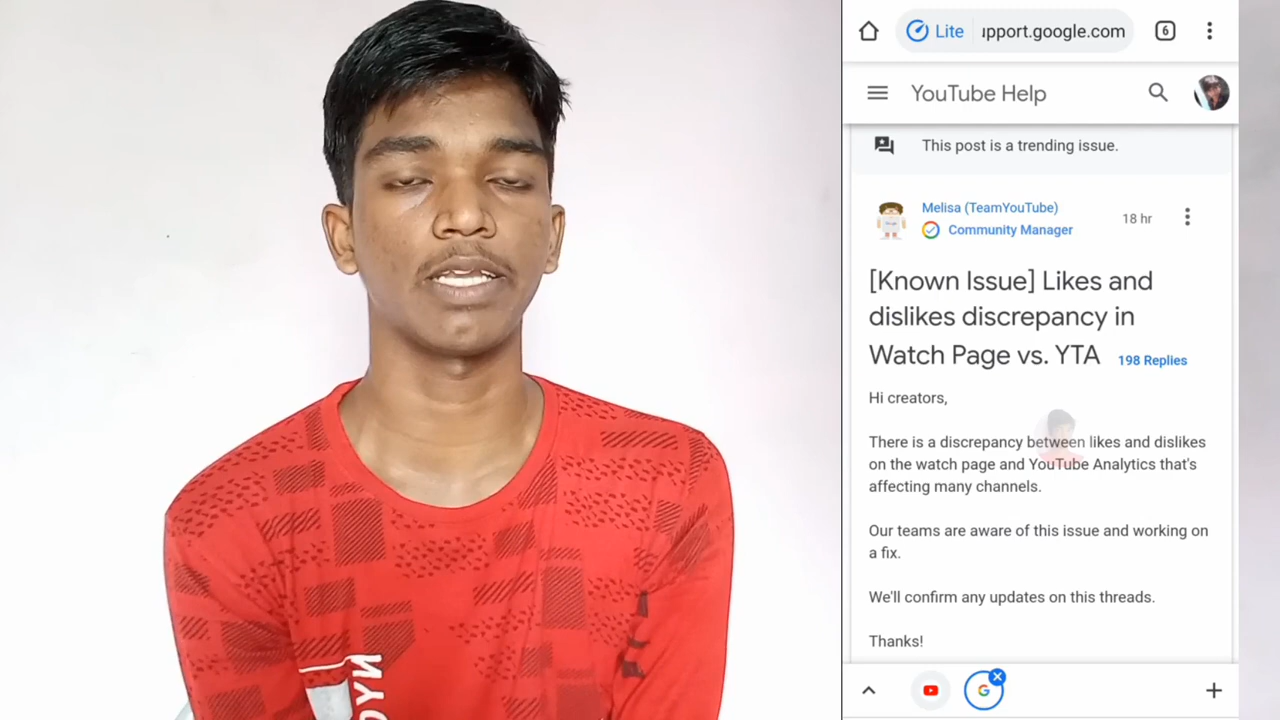 Lite
ıpport.google.com
6
YouTube Help
This post is a trending issue.
Melisa (TeamYouTube)
Community Manager
18 hr
[Known Issue] Likes and
dislikes discrepancy in
Watch Page vs. YTA 198 Replies
Hi creators,
There is a discrepancy between likes and dislikes
on the watch page and YouTube Analytics that's
affecting many channels.
Our teams are aware of this issue and working on
a fix.
We'll confirm any updates on this threads.
Thanks!